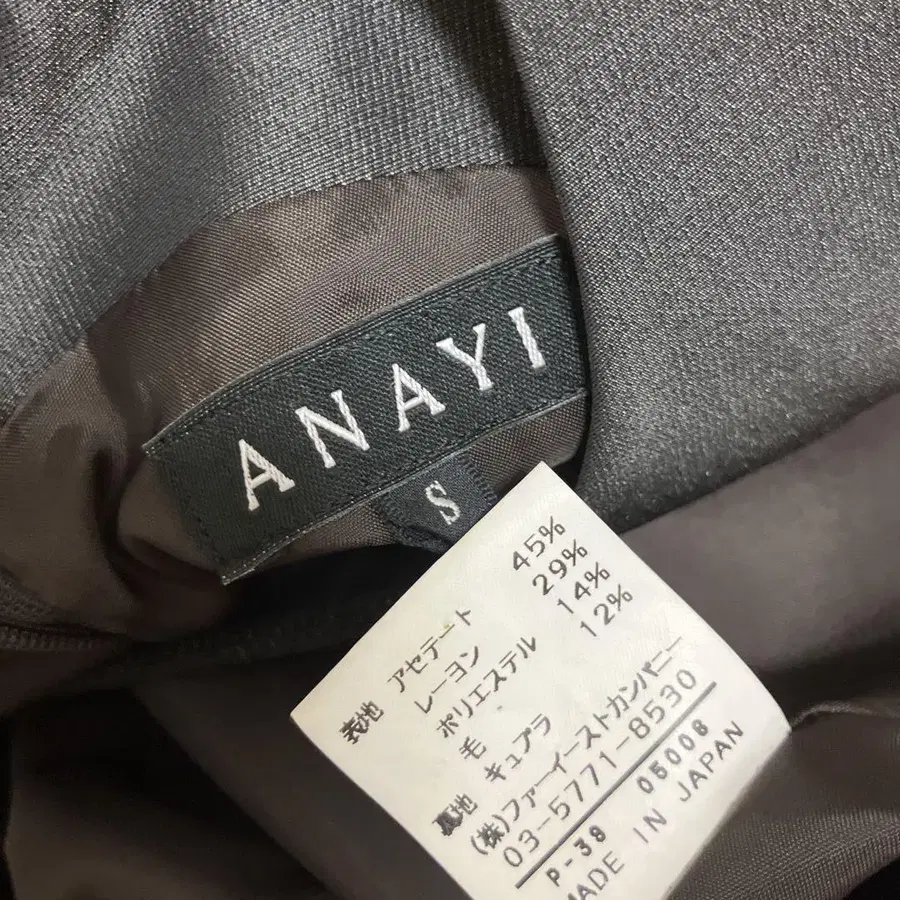 ANAYI
S
表地 アセテート 45%
レーヨン 29%
ポリエステル 14%
毛 12%
裏地 キュプラ
(株)ファーイーストカンパニー
03-5771-8530
P-39 05008
MADE IN JAPAN